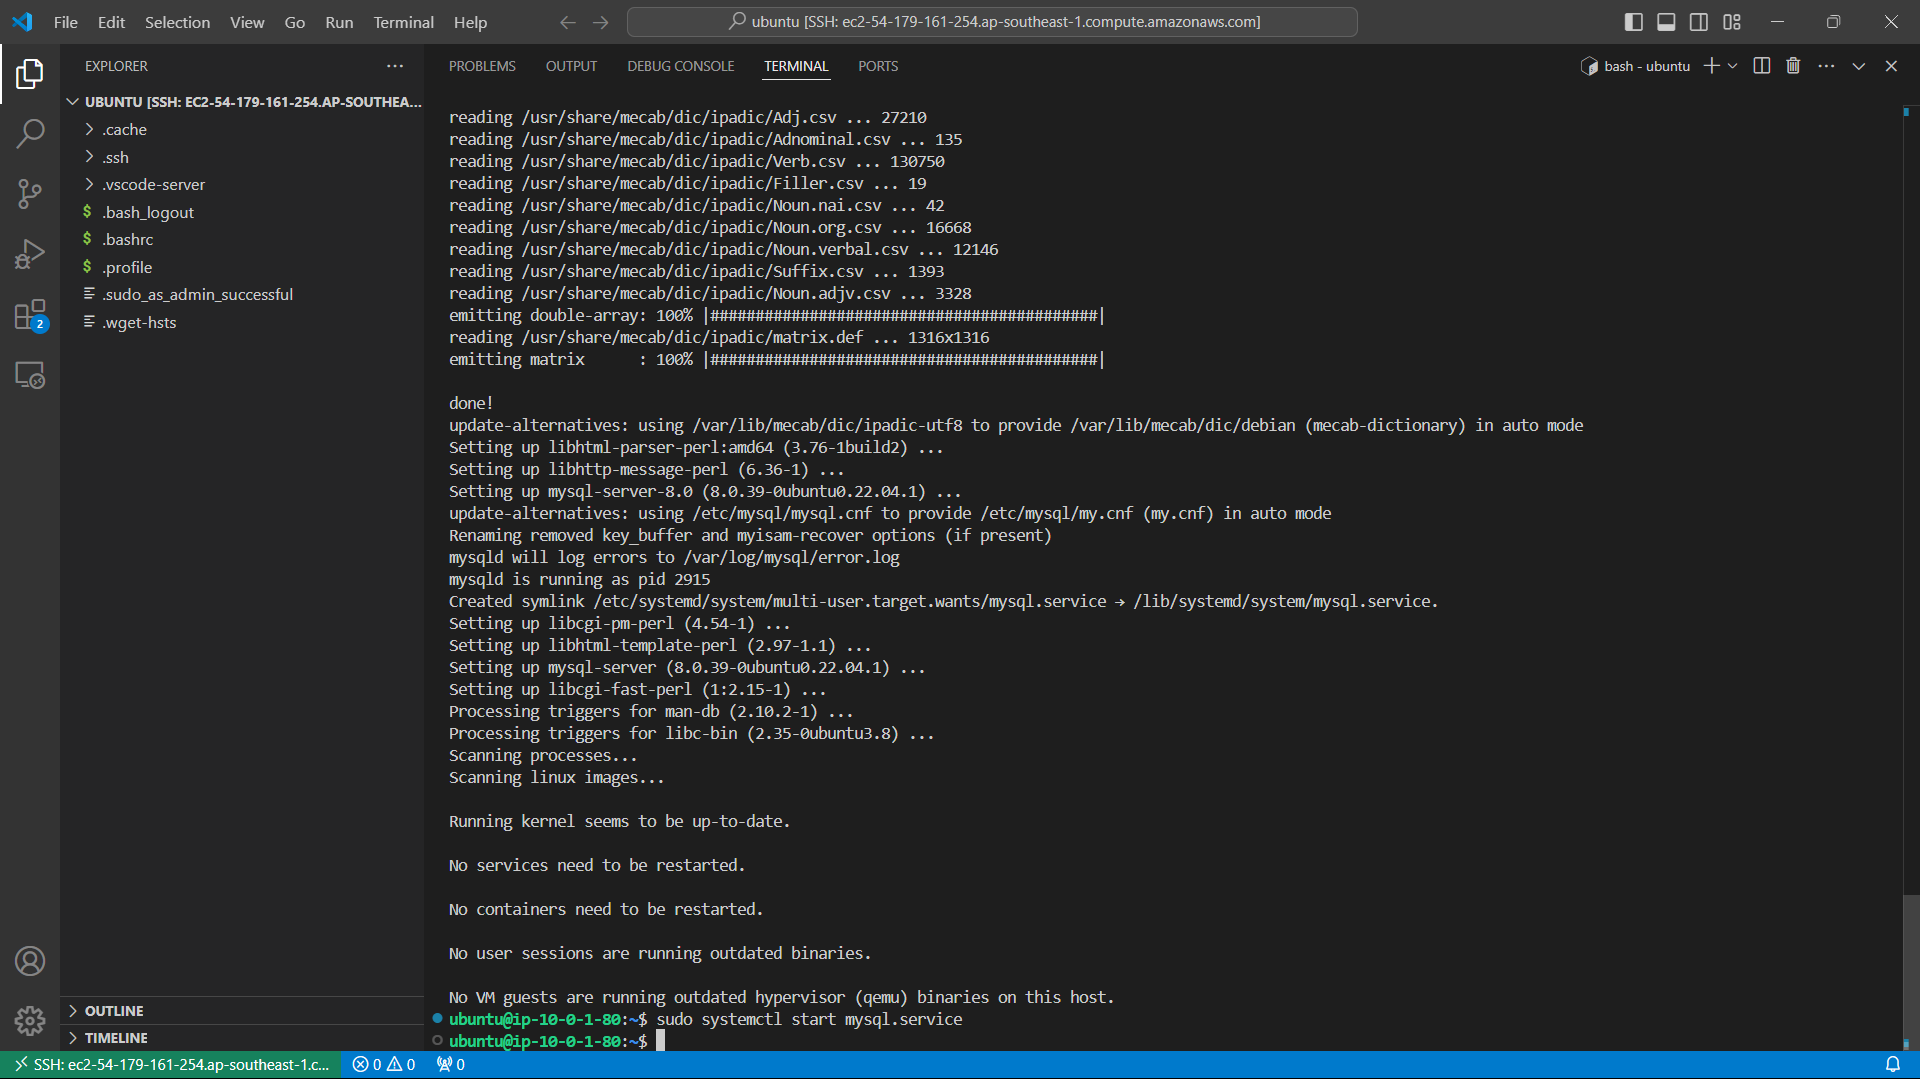 File Edit Selection View Go Run Terminal Help
ubuntu [SSH: ec2-54-179-161-254.ap-southeast-1.compute.amazonaws.com]
EXPLORER
UBUNTU [SSH: EC2-54-179-161-254.AP-SOUTHEA...
.cache
.ssh
.vscode-server
$ .bash_logout
$ .bashrc
$ .profile
.sudo_as_admin_successful
.wget-hsts
2
OUTLINE
TIMELINE
PROBLEMS OUTPUT DEBUG CONSOLE TERMINAL PORTS
bash - ubuntu
reading /usr/share/mecab/dic/ipadic/Adj.csv ... 27210
reading /usr/share/mecab/dic/ipadic/Adnominal.csv ... 135
reading /usr/share/mecab/dic/ipadic/Verb.csv ... 130750
reading /usr/share/mecab/dic/ipadic/Filler.csv ... 19
reading /usr/share/mecab/dic/ipadic/Noun.nai.csv ... 42
reading /usr/share/mecab/dic/ipadic/Noun.org.csv ... 16668
reading /usr/share/mecab/dic/ipadic/Noun.verbal.csv ... 12146
reading /usr/share/mecab/dic/ipadic/Suffix.csv ... 1393
reading /usr/share/mecab/dic/ipadic/Noun.adjv.csv ... 3328
emitting double-array: 100% |###########################################|
reading /usr/share/mecab/dic/ipadic/matrix.def ... 1316x1316
emitting matrix      : 100% |###########################################|
done!
update-alternatives: using /var/lib/mecab/dic/ipadic-utf8 to provide /var/lib/mecab/dic/debian (mecab-dictionary) in auto mode
Setting up libhtml-parser-perl:amd64 (3.76-1build2) ...
Setting up libhttp-message-perl (6.36-1) ...
Setting up mysql-server-8.0 (8.0.39-0ubuntu0.22.04.1) ...
update-alternatives: using /etc/mysql/mysql.cnf to provide /etc/mysql/my.cnf (my.cnf) in auto mode
Renaming removed key_buffer and myisam-recover options (if present)
mysqld will log errors to /var/log/mysql/error.log
mysqld is running as pid 2915
Created symlink /etc/systemd/system/multi-user.target.wants/mysql.service → /lib/systemd/system/mysql.service.
Setting up libcgi-pm-perl (4.54-1) ...
Setting up libhtml-template-perl (2.97-1.1) ...
Setting up mysql-server (8.0.39-0ubuntu0.22.04.1) ...
Setting up libcgi-fast-perl (1:2.15-1) ...
Processing triggers for man-db (2.10.2-1) ...
Processing triggers for libc-bin (2.35-0ubuntu3.8) ...
Scanning processes...
Scanning linux images...
Running kernel seems to be up-to-date.
No services need to be restarted.
No containers need to be restarted.
No user sessions are running outdated binaries.
No VM guests are running outdated hypervisor (qemu) binaries on this host.
ubuntu@ip-10-0-1-80:~$ sudo systemctl start mysql.service
ubuntu@ip-10-0-1-80:~$
SSH: ec2-54-179-161-254.ap-southeast-1.c... 0 0 0